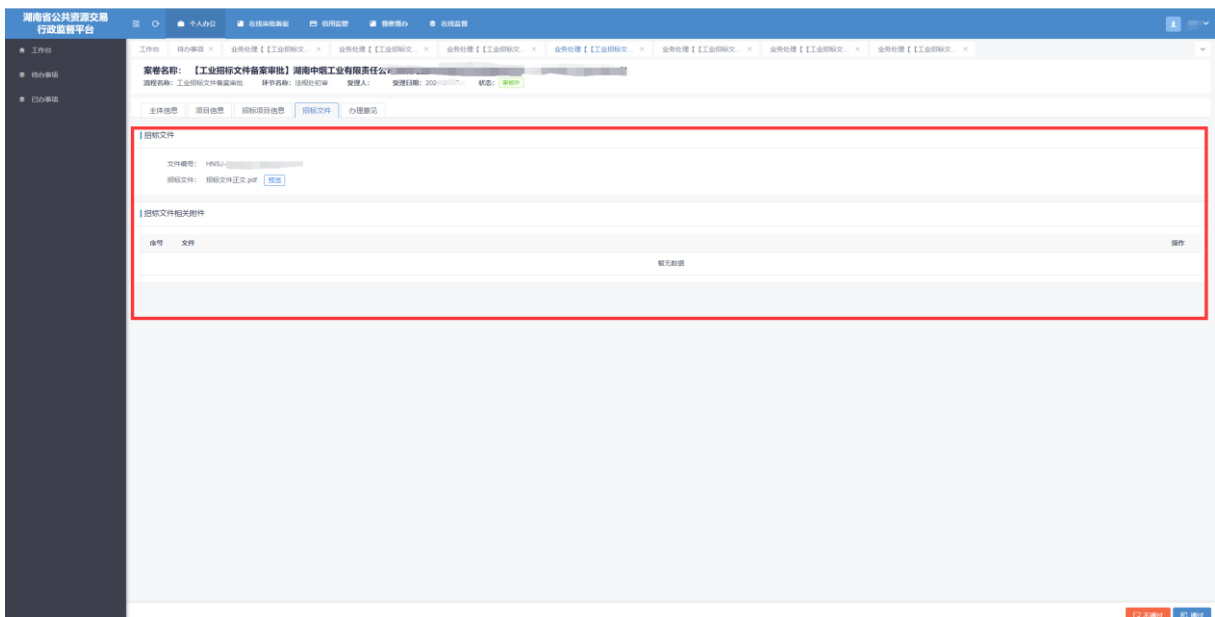 湖南省公共资源交易
行政监督平台
个人办公 在线审批备案 信用监管 督察督办 在线监督
工作台
待办事项
已办事项
工作台 待办事项 × 业务处理【【工业招标文... × 业务处理【【工业招标文... × 业务处理【【工业招标文... × 业务处理【【工业招标文... × 业务处理【【工业招标文... × 业务处理【【工业招标文... × 业务处理【【工业招标文... ×
案卷名称： 【工业招标文件备案审批】湖南中烟工业有限责任公
流程名称：工业招标文件备案审批 环节名称：法规处初审 受理人： 受理日期：202 状态：审核中
主体信息 项目信息 招标项目信息 招标文件 办理意见
招标文件
文件编号： HNSJ-
招标文件： 招标文件正文.pdf 预览
招标文件相关附件
序号 文件 操作
暂无数据
不通过 通过